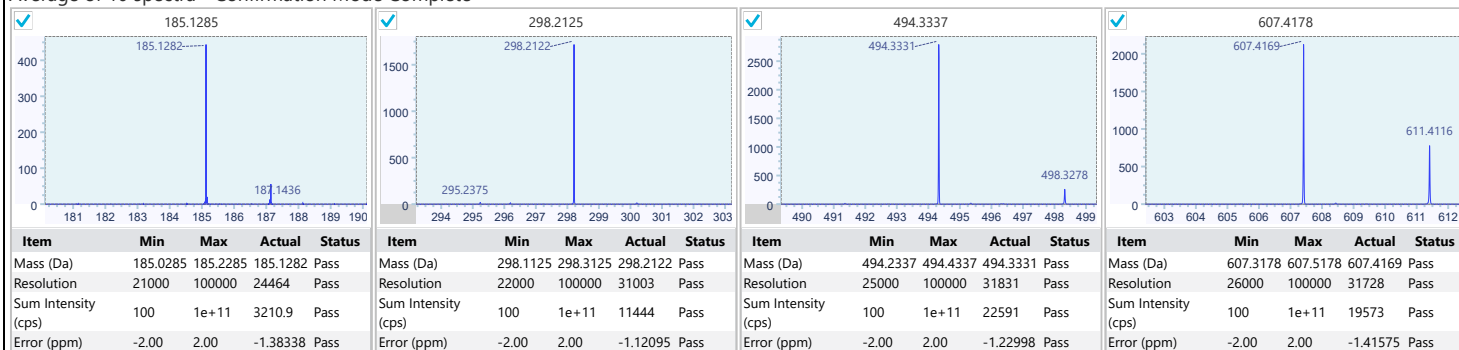 Average of 10 spectra - Confirmation Mode Complete
185.1285
185.1282
187.1436
400
300
200
100
0
181 182 183 184 185 186 187 188 189 190
Item Min Max Actual Status
Mass (Da) 185.0285 185.2285 185.1282 Pass
Resolution 21000 100000 24464 Pass
Sum Intensity (cps) 100 1e+11 3210.9 Pass
Error (ppm) -2.00 2.00 -1.38338 Pass
298.2125
298.2122
295.2375
1500
1000
500
0
294 295 296 297 298 299 300 301 302 303
Item Min Max Actual Status
Mass (Da) 298.1125 298.3125 298.2122 Pass
Resolution 22000 100000 31003 Pass
Sum Intensity (cps) 100 1e+11 11444 Pass
Error (ppm) -2.00 2.00 -1.12095 Pass
494.3337
494.3331
498.3278
2500
2000
1500
1000
500
0
490 491 492 493 494 495 496 497 498 499
Item Min Max Actual Status
Mass (Da) 494.2337 494.4337 494.3331 Pass
Resolution 25000 100000 31831 Pass
Sum Intensity (cps) 100 1e+11 22591 Pass
Error (ppm) -2.00 2.00 -1.22998 Pass
607.4178
607.4169
611.4116
2000
1500
1000
500
0
603 604 605 606 607 608 609 610 611 612
Item Min Max Actual Status
Mass (Da) 607.3178 607.5178 607.4169 Pass
Resolution 26000 100000 31728 Pass
Sum Intensity (cps) 100 1e+11 19573 Pass
Error (ppm) -2.00 2.00 -1.41575 Pass